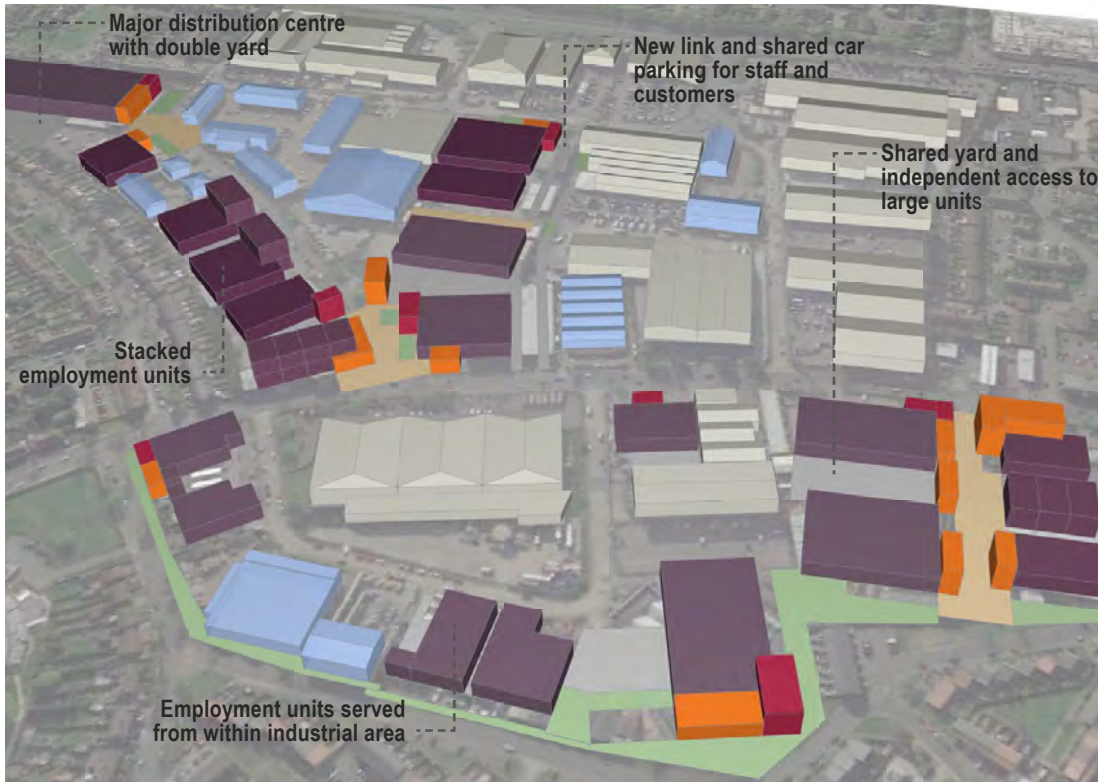 Major distribution centre
with double yard
New link and shared car
parking for staff and
customers
Shared yard and
independent access to
large units
Stacked
employment units
Employment units served
from within industrial area